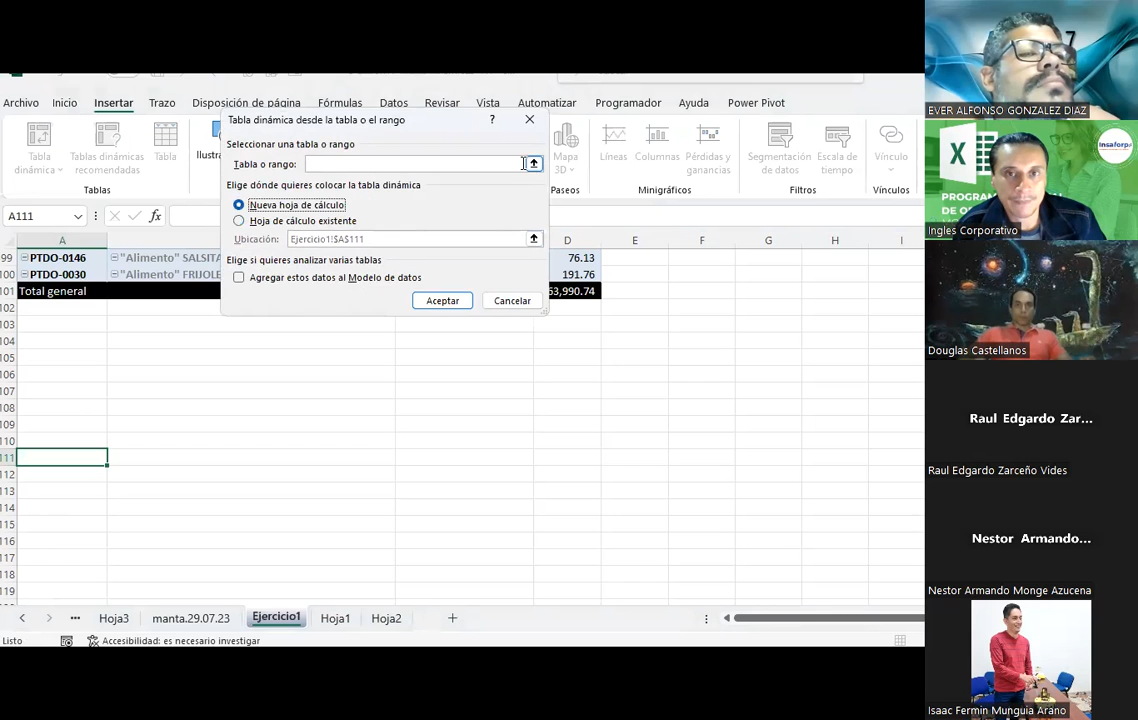 Archivo Inicio Insertar Trazo Disposición de página Fórmulas Datos Revisar Vista Automatizar Programador Ayuda Power Pivot
Tabla dinámica Tablas dinámicas recomendadas Tabla
Tablas
Mapa 3D
Paseos
Líneas Columnas Pérdidas y ganancias
Minigráficos
Segmentación de datos Escala de tiempo
Filtros
Vínculo
Vínculos
A111
fx
Tabla dinámica desde la tabla o el rango
?
Seleccionar una tabla o rango
Tabla o rango:
Elige dónde quieres colocar la tabla dinámica
Nueva hoja de cálculo
Hoja de cálculo existente
Ubicación: Ejercicio1!$A$111
Elige si quieres analizar varias tablas
Agregar estos datos al Modelo de datos
Aceptar Cancelar
A D E F G H I
99 PTDO-0146 "Alimento" SALSITA 76.13
100 PTDO-0030 "Alimento" FRIJOLE 191.76
101 Total general 63,990.74
102
103
104
105
106
107
108
109
110
111
112
113
114
115
116
117
118
119
... Hoja3 manta.29.07.23 Ejercicio1 Hoja1 Hoja2 +
Listo Accesibilidad: es necesario investigar
7
EVER ALFONSO GONZALEZ DIAZ
X
Insaforp
PROGRAM
DE O
Ingles Corporativo
Douglas Castellanos
Raul Edgardo Zar...
Raul Edgardo Zarceño Vides
Nestor Armando...
Nestor Armando Monge Azucena
Isaac Fermin Munguia Arano